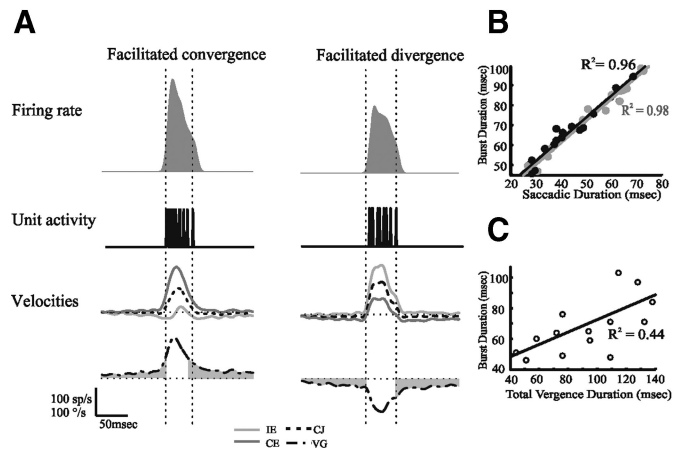 A
Facilitated convergence
Facilitated divergence
Firing rate
Unit activity
Velocities
100 sp/s
100 °/s
50msec
IE
CJ
CE
VG
B
Burst Duration (msec)
100
90
80
70
60
50
R²= 0.96
R² = 0.98
20 30 40 50 60 70 80
Saccadic Duration (msec)
C
Burst Duration (msec)
100
80
60
40
R² = 0.44
40 60 80 100 120 140
Total Vergence Duration (msec)